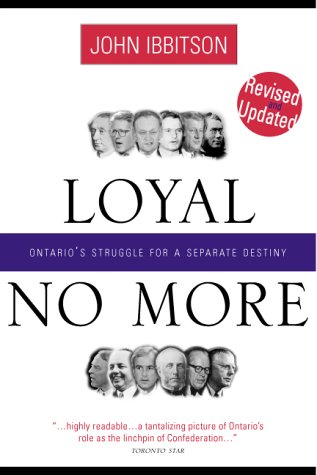 JOHN IBBITSON
Revised
and
Updated
LOYAL
ONTARIO'S STRUGGLE FOR A SEPARATE DESTINY
NO MORE
"...highly readable...a tantalizing picture of Ontario's
role as the linchpin of Confederation..."
TORONTO STAR